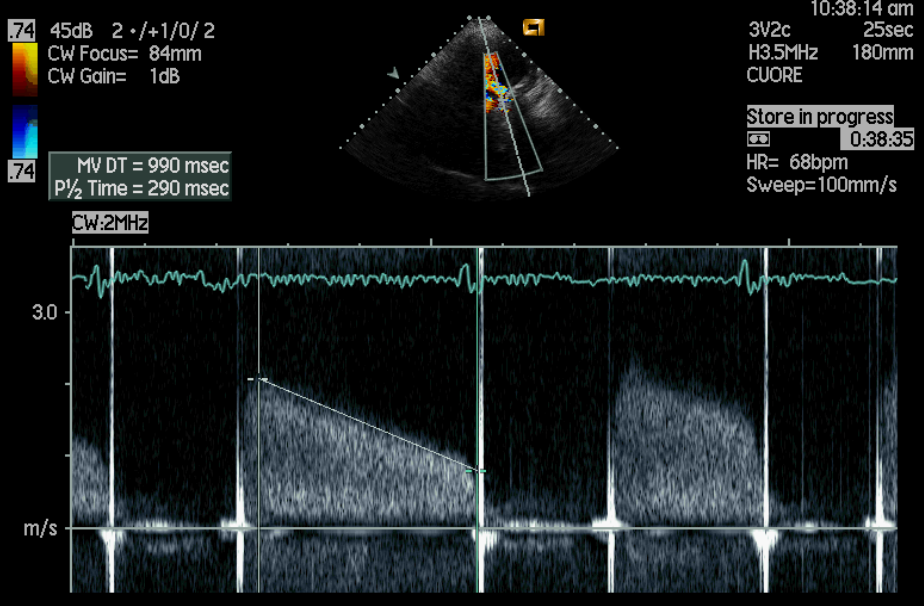 10:38:14 am
.74 45dB 2 •/+1/0/ 2
CW Focus= 84mm
CW Gain= 1dB
3V2c 25sec
H3.5MHz 180mm
CUORE
Store in progress
0:38:35
HR= 68bpm
Sweep=100mm/s
.74
MV DT = 990 msec
P½ Time = 290 msec
CW:2MHz
3.0
m/s